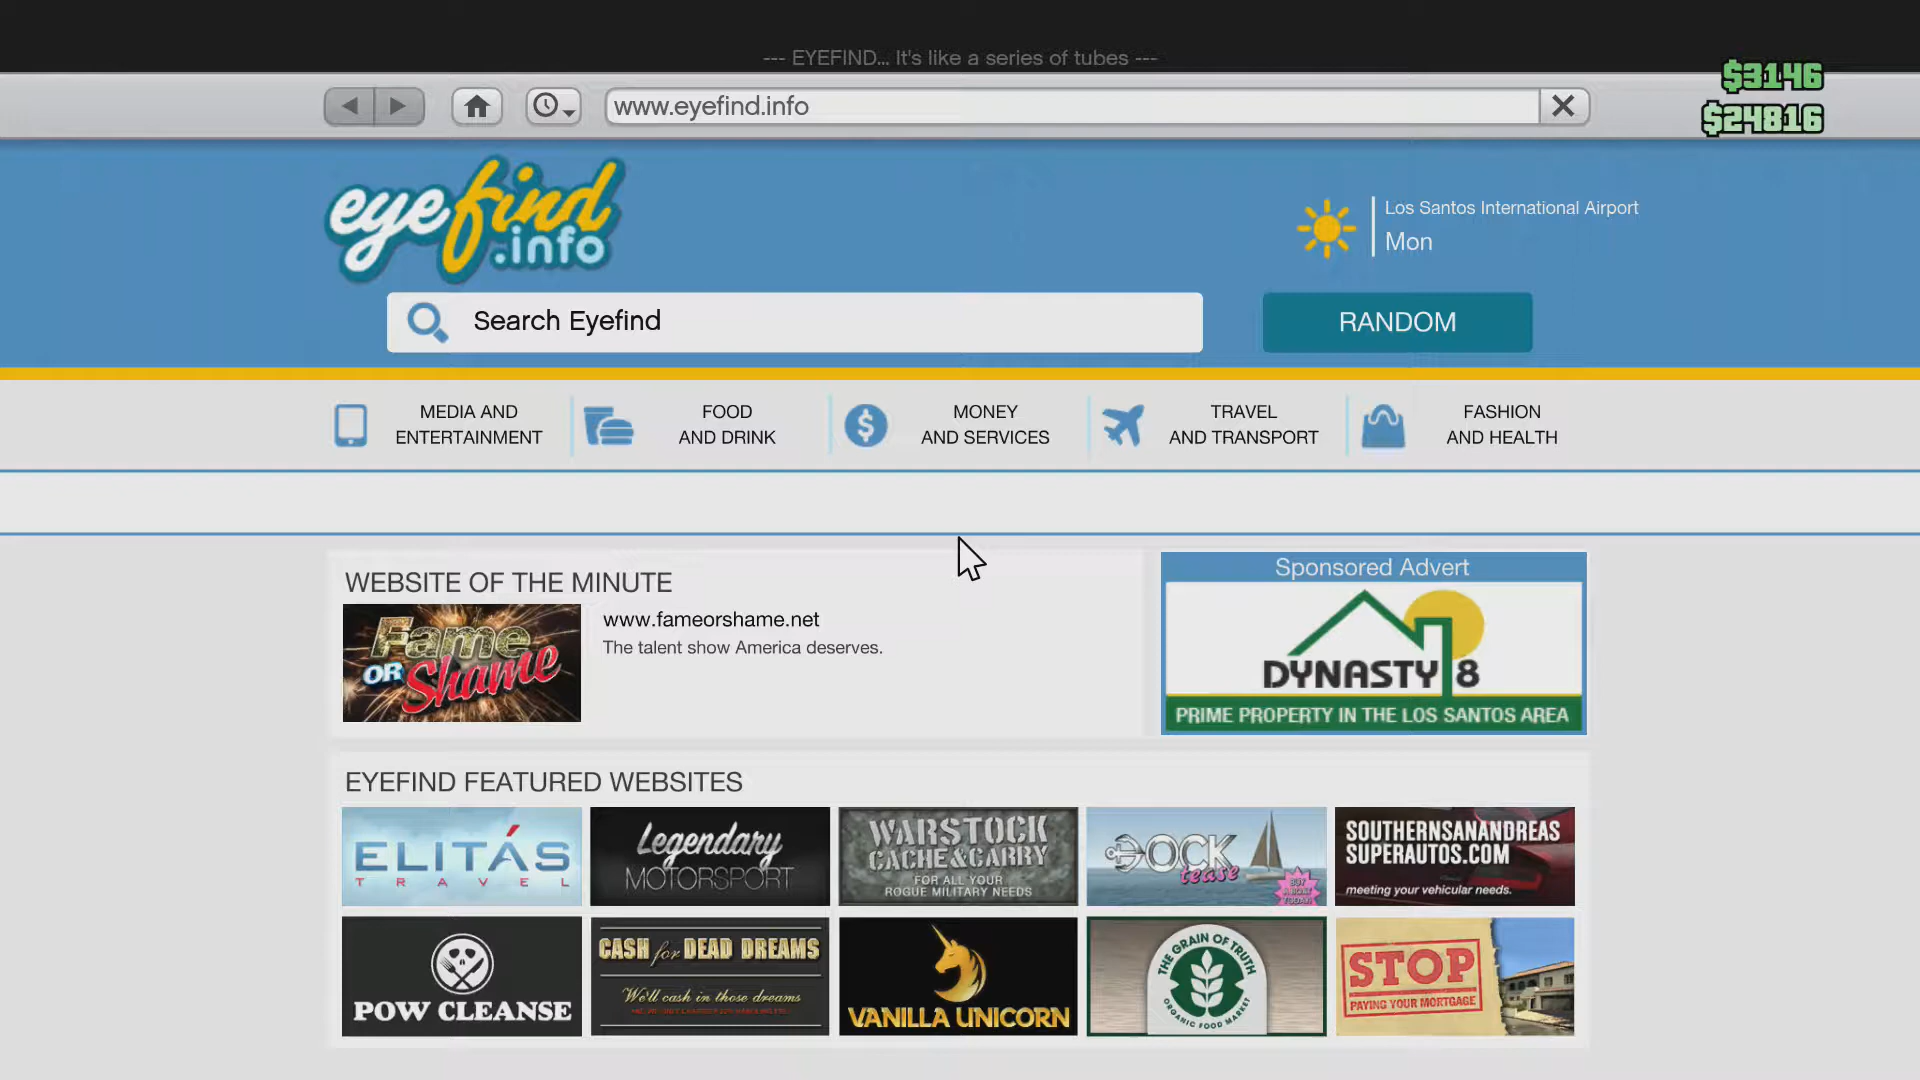 --- EYEFIND... It's like a series of tubes ---
$3146
www.eyefind.info
$24816
eyefind
.info
Los Santos International Airport
Mon
Search Eyefind
RANDOM
MEDIA AND
ENTERTAINMENT
FOOD
AND DRINK
MONEY
AND SERVICES
TRAVEL
AND TRANSPORT
FASHION
AND HEALTH
WEBSITE OF THE MINUTE
Fame
OR Shame
www.fameorshame.net
The talent show America deserves.
Sponsored Advert
DYNASTY 8
PRIME PROPERTY IN THE LOS SANTOS AREA
EYEFIND FEATURED WEBSITES
ELITÁS
TRAVEL
Legendary
MOTORSPORT
WARSTOCK
CACHE&CARRY
FOR ALL YOUR
ROGUE MILITARY NEEDS
DOCK
tease
BUY
A BOAT
TODAY!
SOUTHERNSANANDREAS
SUPERAUTOS.COM
meeting your vehicular needs.
POW CLEANSE
CASH for DEAD DREAMS
We'll cash in those dreams
VANILLA UNICORN
THE GRAIN OF TRUTH
ORGANIC FOOD MARKET
STOP
PAYING YOUR MORTGAGE